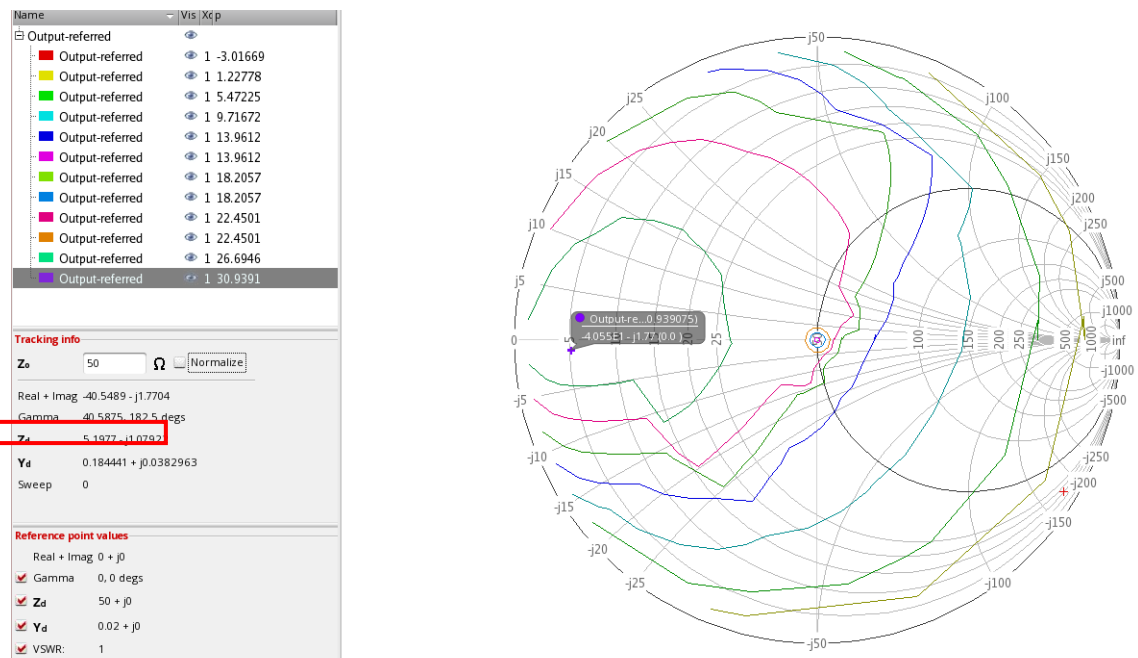 Name Vis Xc p
Output-referred
Output-referred 1 -3.01669
Output-referred 1 1.22778
Output-referred 1 5.47225
Output-referred 1 9.71672
Output-referred 1 13.9612
Output-referred 1 13.9612
Output-referred 1 18.2057
Output-referred 1 18.2057
Output-referred 1 22.4501
Output-referred 1 22.4501
Output-referred 1 26.6946
Output-referred 1 30.9391
Tracking info
Zo 50 Ω Normalize
Real + Imag -40.5489 - j1.7704
Gamma 40.5875, 182.5 degs
Zd 5.1977 - j1.0792
Yd 0.184441 + j0.0382963
Sweep 0
Reference point values
Real + Imag 0 + j0
Gamma 0, 0 degs
Zd 50 + j0
Yd 0.02 + j0
VSWR: 1
j50
j25
j100
j20
j150
j15
j200
j10
j250
j5
j500
j1000
Output-re...0.939075)
-4.055E1 - j1.77 (0.0 )
0 5 25 100 150 200 250 500 1000 inf
-j1000
-j5
-j500
-j10
-j250
-j200
-j15
-j150
-j20
-j25
-j100
-j50